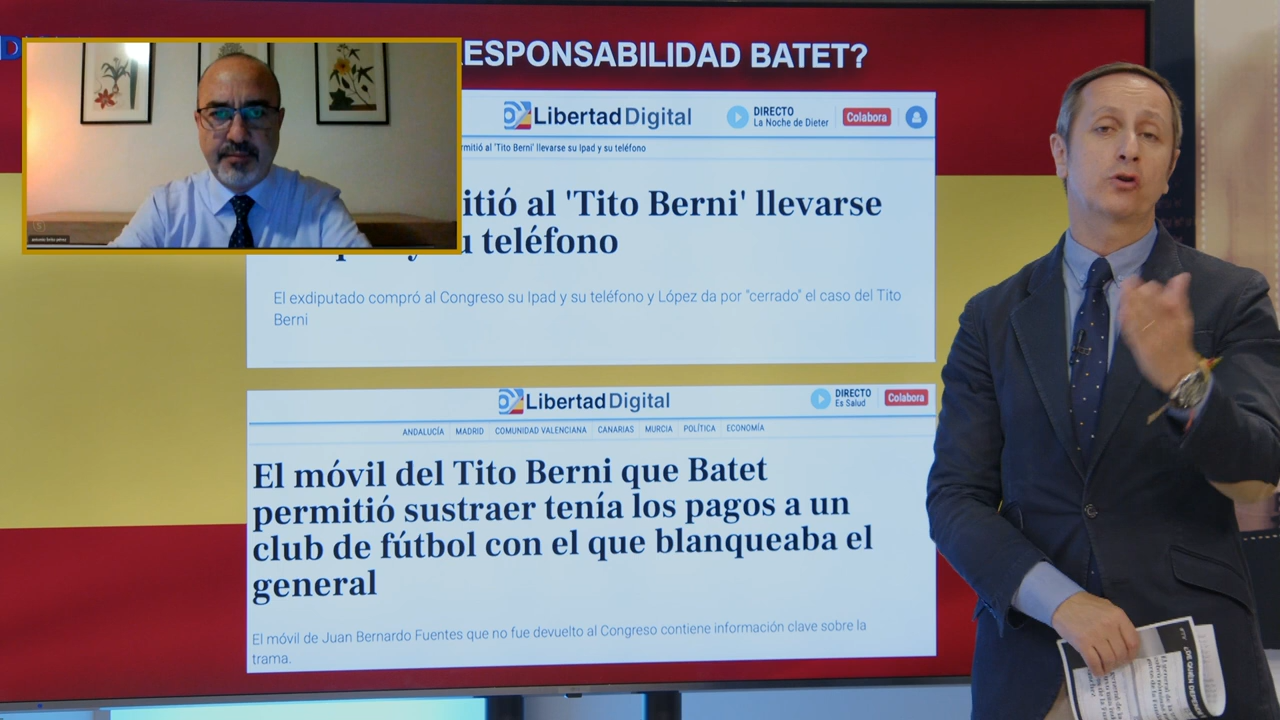 D
ESPONSABILIDAD BATET?
Libertad Digital
DIRECTO
La Noche de Dieter
Colabora
rmitió al 'Tito Berni' llevarse su Ipad y su teléfono
itió al 'Tito Berni' llevarse
u teléfono
El exdiputado compró al Congreso su Ipad y su teléfono y López da por "cerrado" el caso del Tito
Berni
Libertad Digital
DIRECTO
Es Salud
Colabora
ANDALUCÍA MADRID COMUNIDAD VALENCIANA CANARIAS MURCIA POLÍTICA ECONOMÍA
El móvil del Tito Berni que Batet
permitió sustraer tenía los pagos a un
club de fútbol con el que blanqueaba el
general
El móvil de Juan Bernardo Fuentes que no fue devuelto al Congreso contiene información clave sobre la
trama.
¿DE QUIÉN DEPENDE